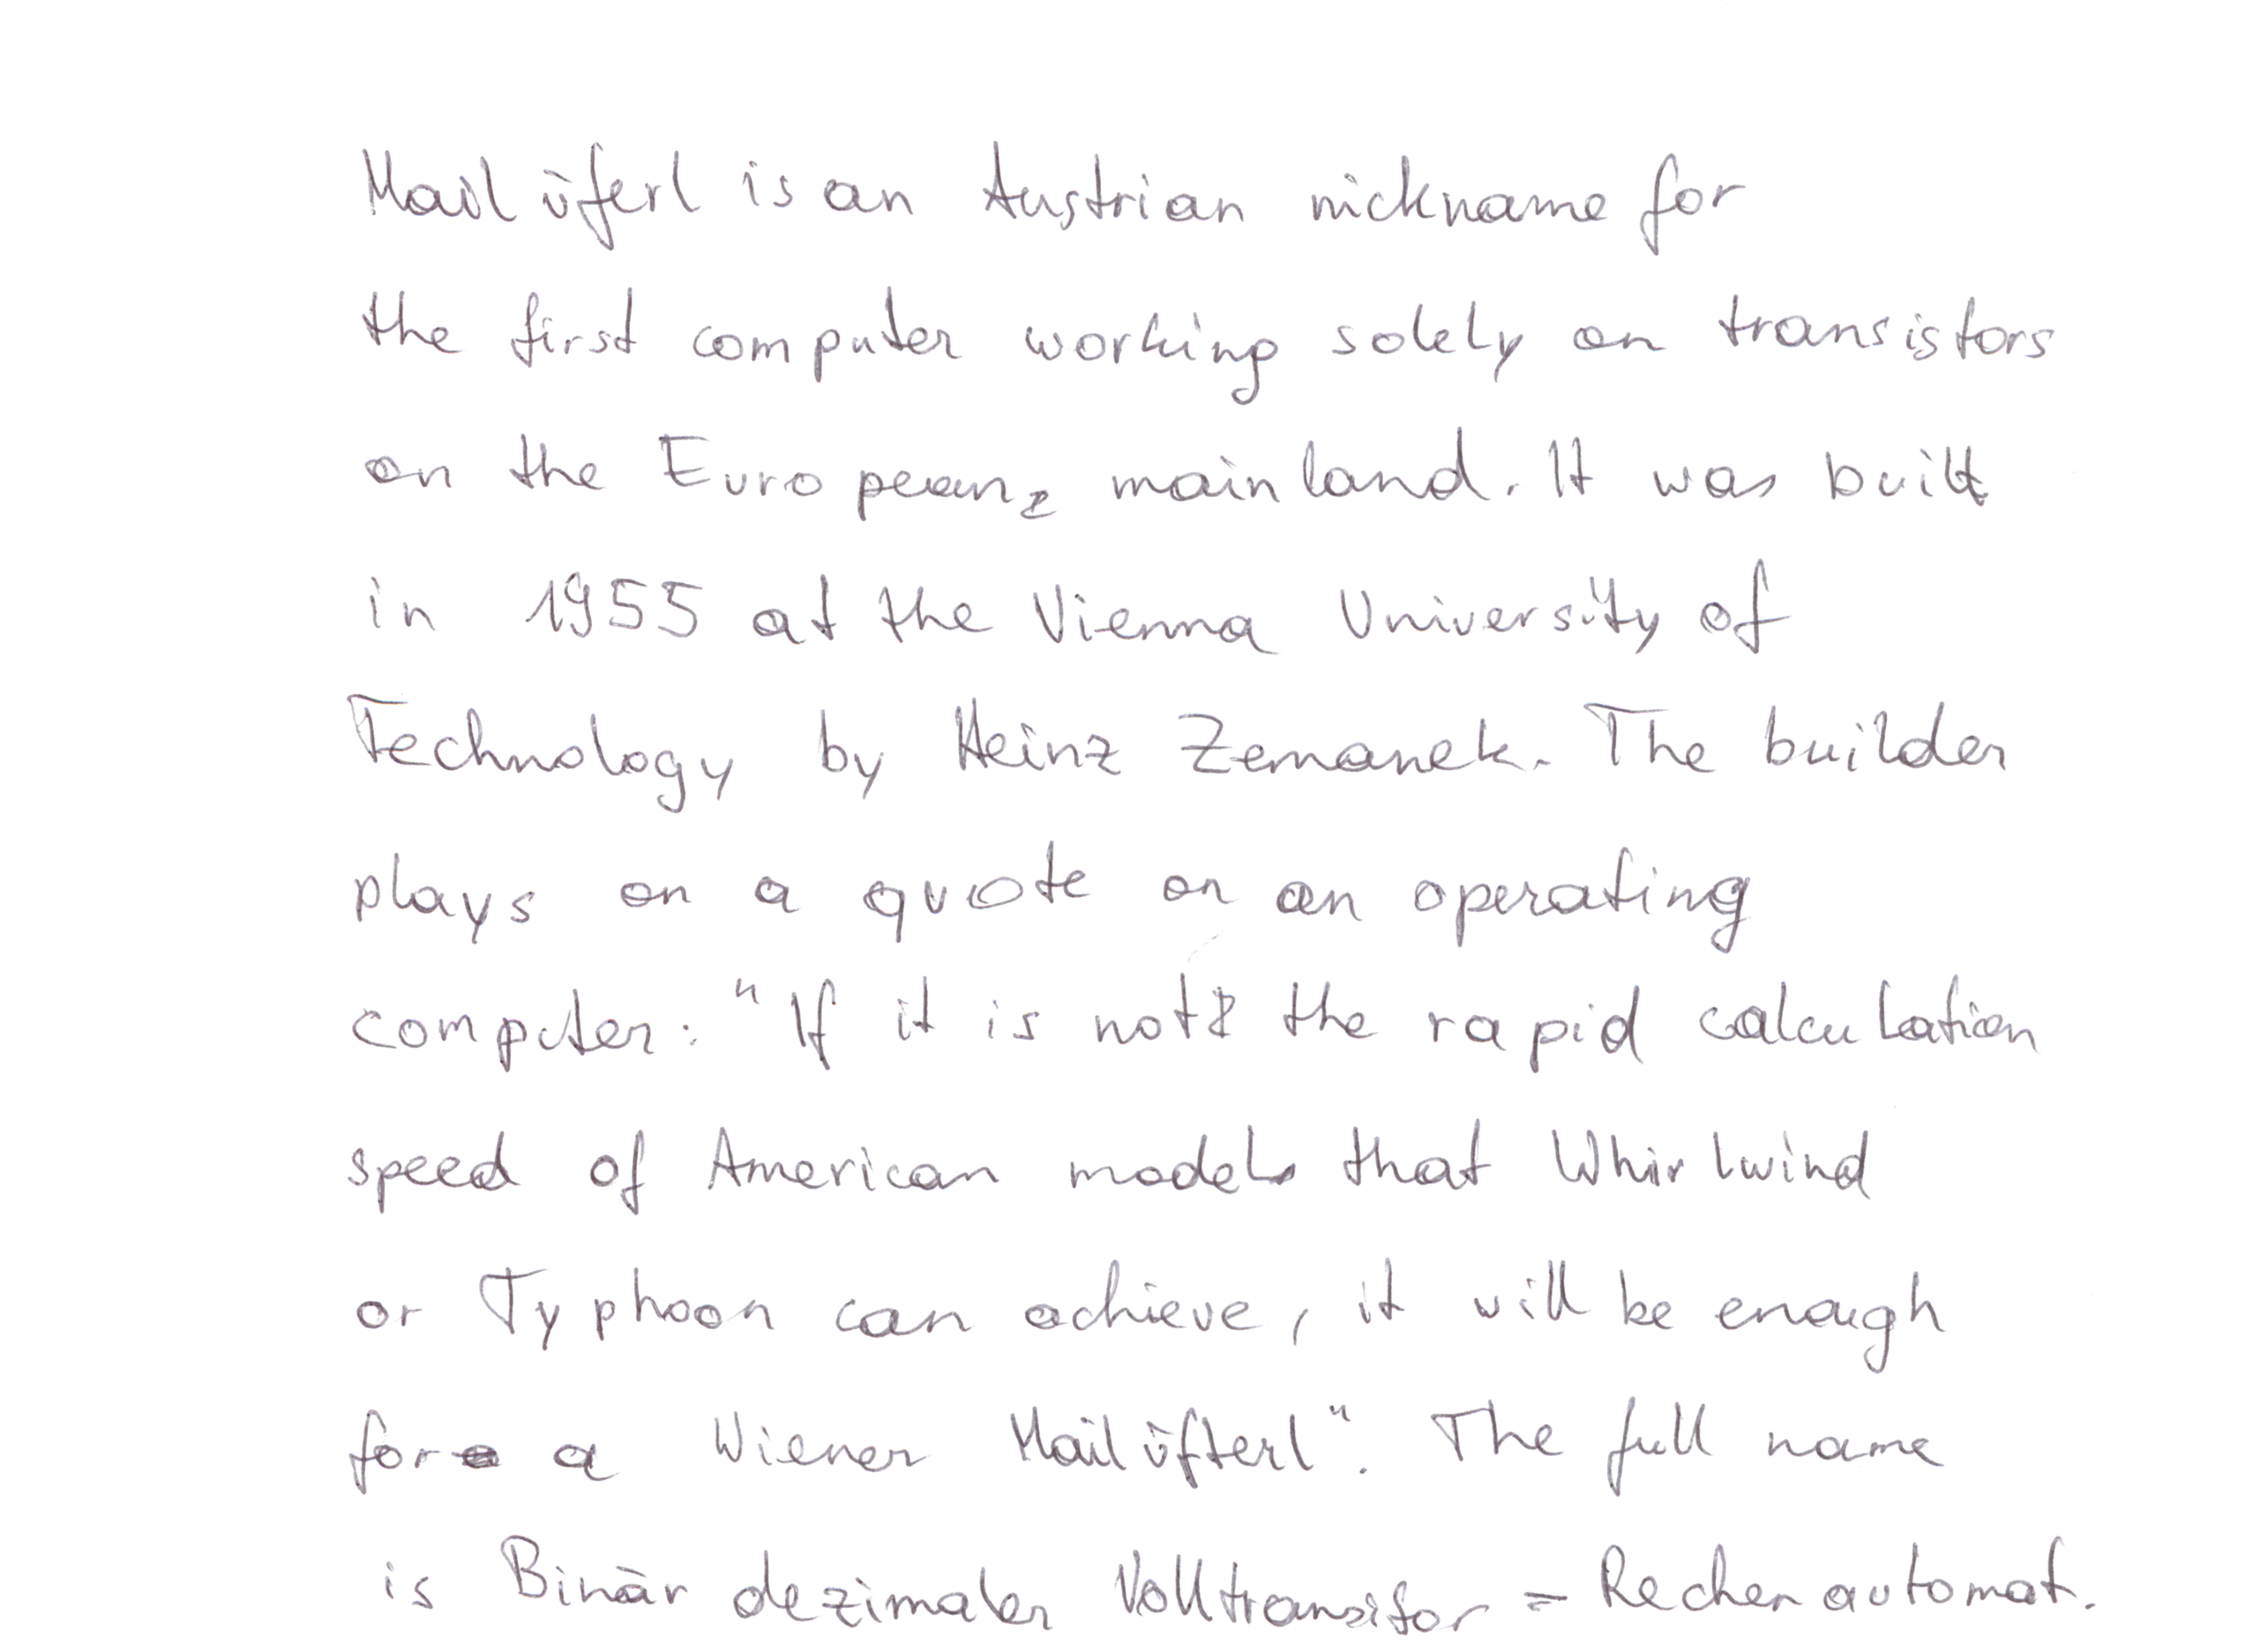 Mailüferl is an Austrian nickname for
the first computer working solely on transistors
on the European mainland. It was built
in 1955 at the Vienna University of
Technology by Heinz Zemanek. The builder
plays on a quote on an operating
computer: "If it is not the rapid calculation
speed of American models that Whirlwind
or Typhoon can achieve, it will be enough
for a Wiener Mailüfterl". The full name
is Binär dezimaler Volltransistor = Rechenautomat.